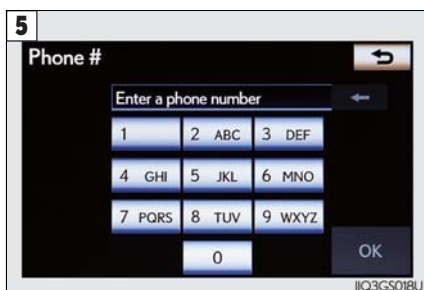 5
Phone #
Enter a phone number
1 2 ABC 3 DEF
4 GHI 5 JKL 6 MNO
7 PQRS 8 TUV 9 WXYZ
0 OK
IIQ3GS018U